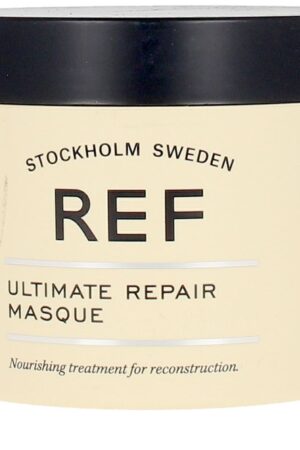 STOCKHOLM SWEDEN
REF
ULTIMATE REPAIR
MASQUE
Nourishing treatment for reconstruction.